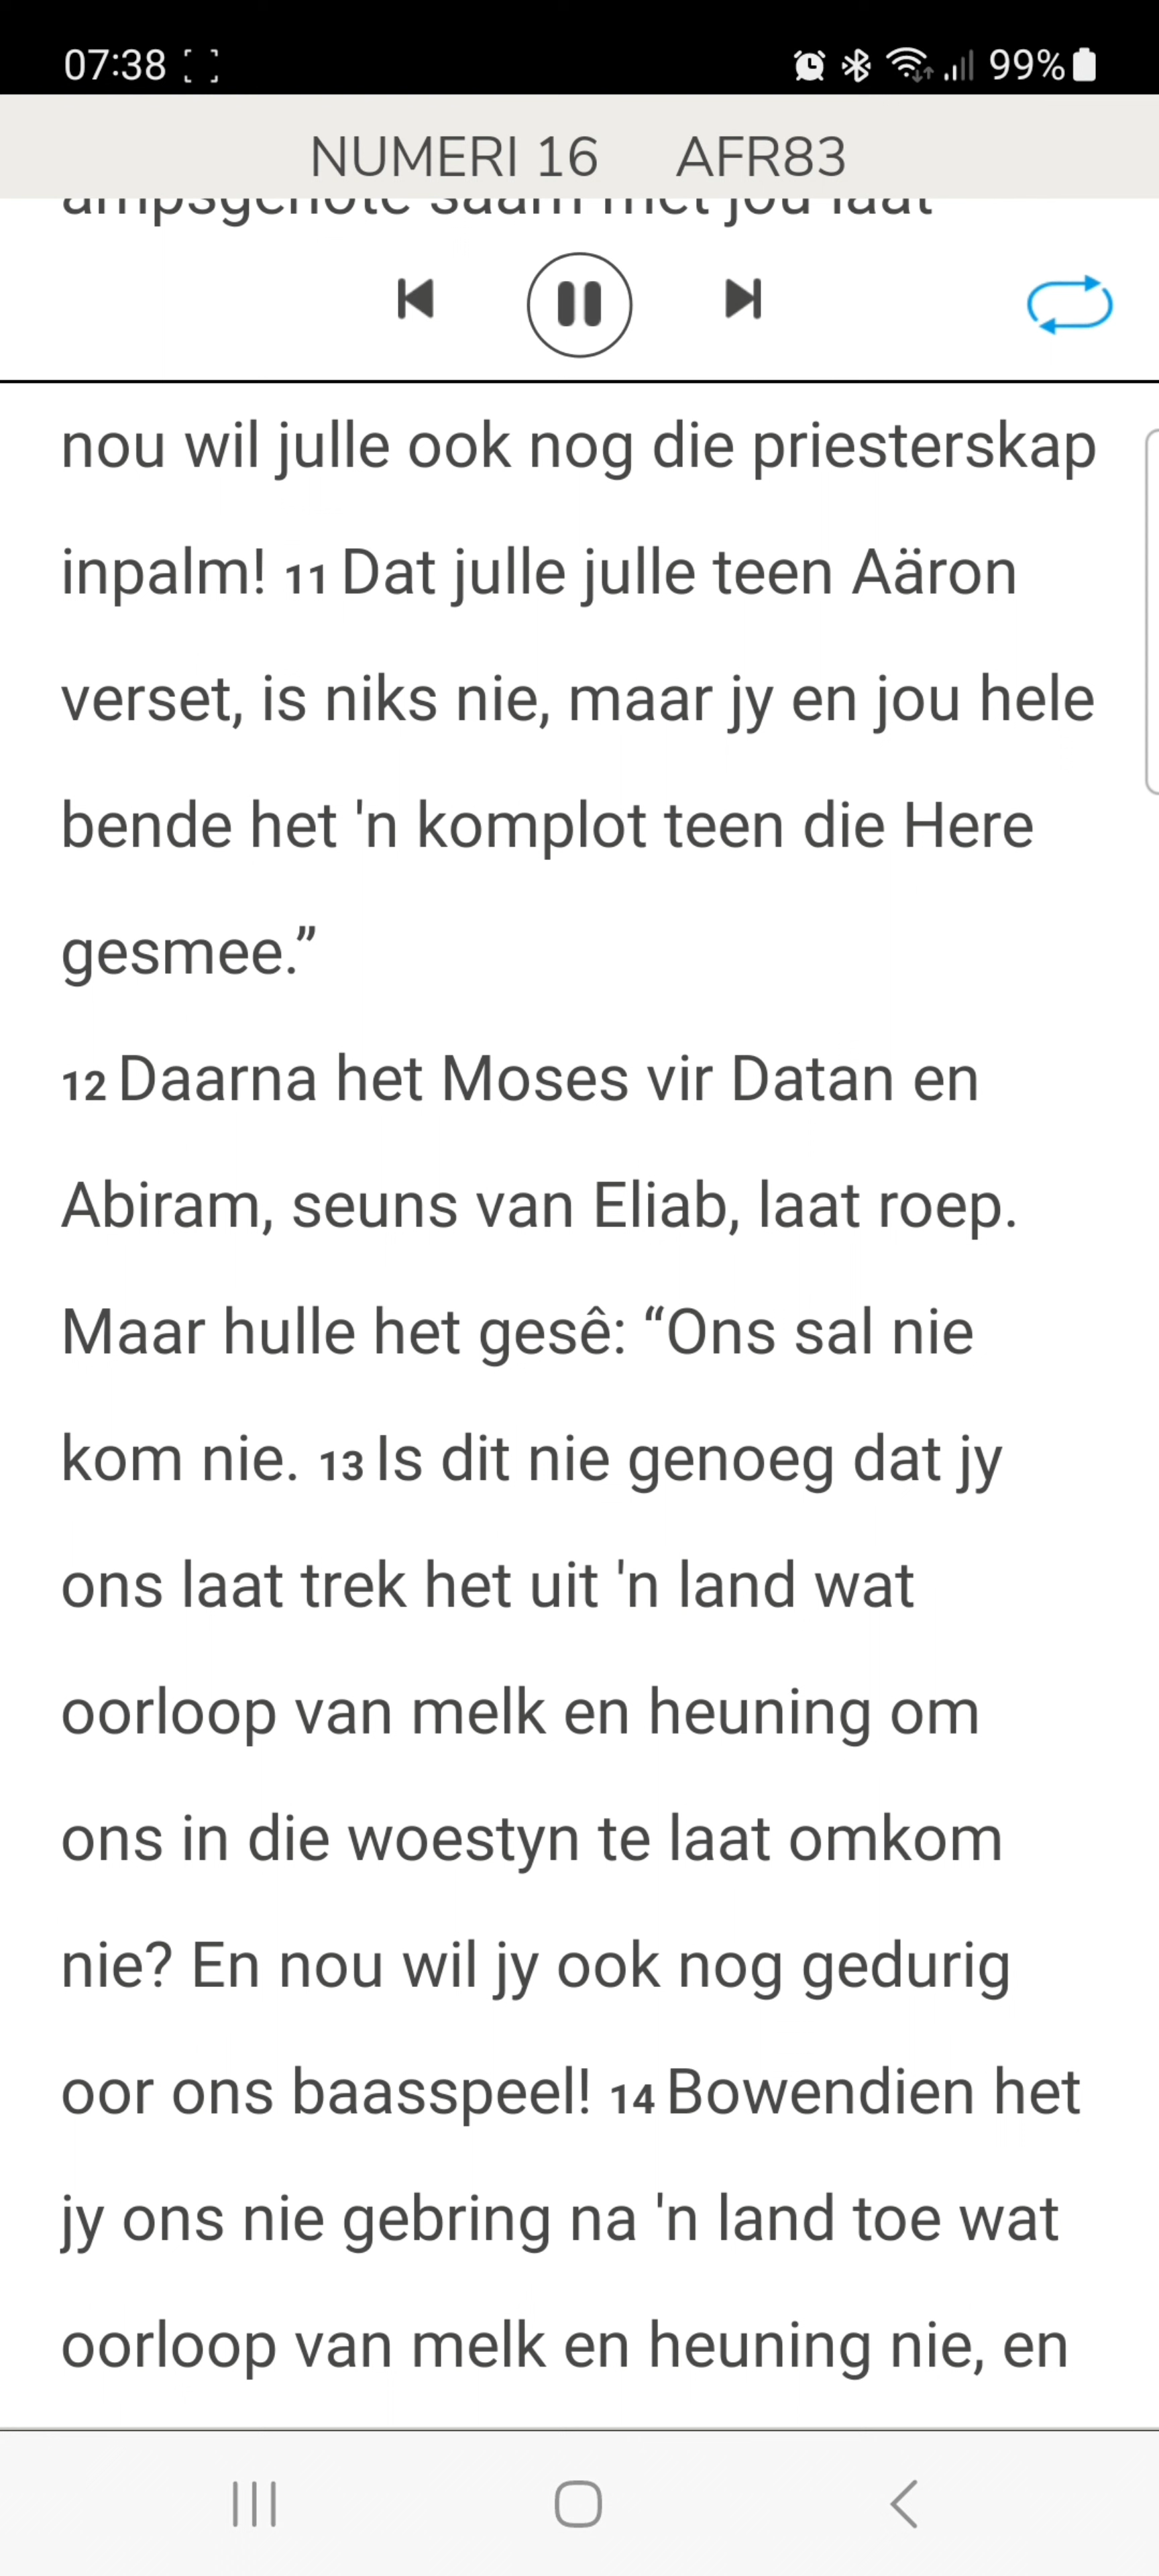 07:38 99%
NUMERI 16 AFR83
ampsgenote saam met jou laat
nou wil julle ook nog die priesterskap
inpalm! 11 Dat julle julle teen Aäron
verset, is niks nie, maar jy en jou hele
bende het 'n komplot teen die Here
gesmee.”
12 Daarna het Moses vir Datan en
Abiram, seuns van Eliab, laat roep.
Maar hulle het gesê: “Ons sal nie
kom nie. 13 Is dit nie genoeg dat jy
ons laat trek het uit 'n land wat
oorloop van melk en heuning om
ons in die woestyn te laat omkom
nie? En nou wil jy ook nog gedurig
oor ons baasspeel! 14 Bowendien het
jy ons nie gebring na 'n land toe wat
oorloop van melk en heuning nie, en